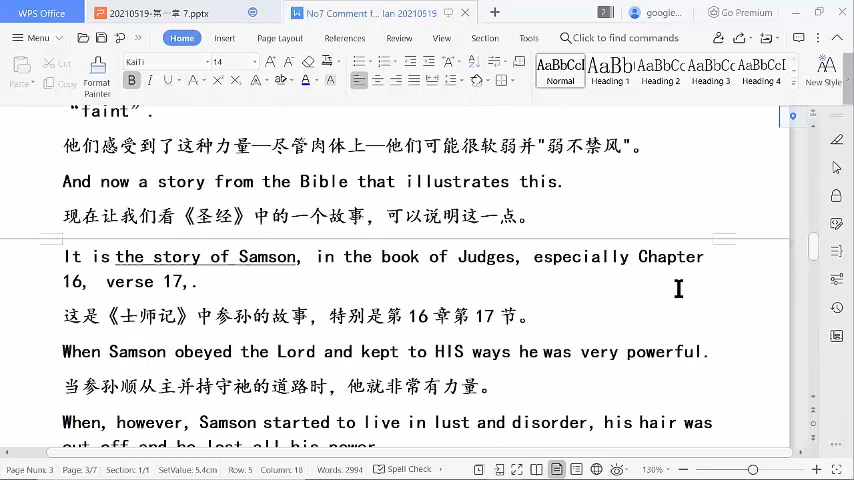 WPS Office
20210519-第一章 7.pptx
No7 Comment f... Ian 20210519
2
google...
Go Premium
Menu
Home
Insert
Page Layout
References
Review
View
Section
Tools
Click to find commands
Paste
Cut
Copy
Format Painter
KaiTi
14
AaBbCcI
Normal
AaBb
Heading 1
AaBbCc
Heading 2
AaBbCc
Heading 3
AaBbCcI
Heading 4
New Style
"faint".
他们感受到了这种力量—尽管肉体上—他们可能很软弱并"弱不禁风"。
And now a story from the Bible that illustrates this.
现在让我们看《圣经》中的一个故事，可以说明这一点。
It is the story of Samson, in the book of Judges, especially Chapter
16, verse 17,.
这是《士师记》中参孙的故事，特别是第 16 章第 17 节。
When Samson obeyed the Lord and kept to HIS ways he was very powerful.
当参孙顺从主并持守祂的道路时，他就非常有力量。
When, however, Samson started to live in lust and disorder, his hair was
cut off and he lost all his power.
Page Num: 3
Page: 3/7
Section: 1/1
SetValue: 5.4cm
Row: 5
Column: 18
Words: 2994
Spell Check
130%